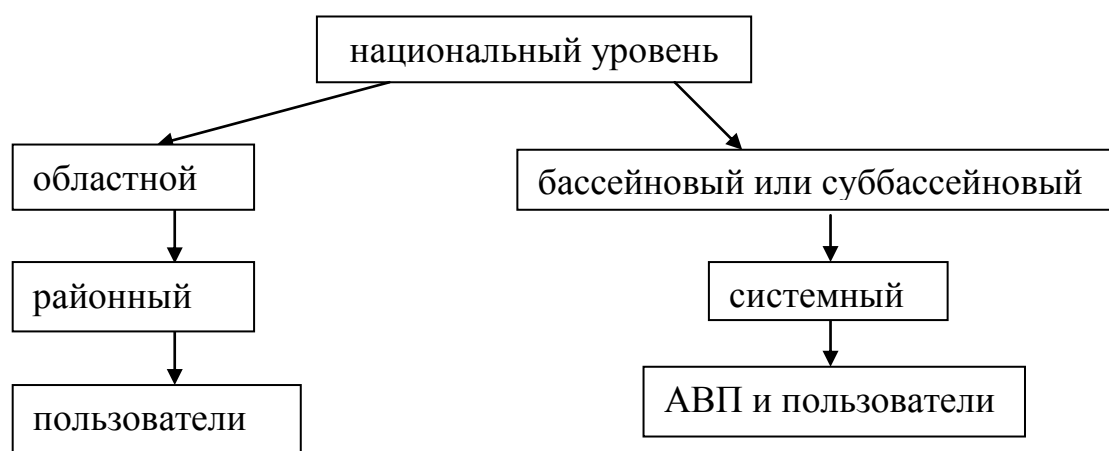 национальный уровень
областной
бассейновый или суббассейновый
районный
системный
пользователи
АВП и пользователи